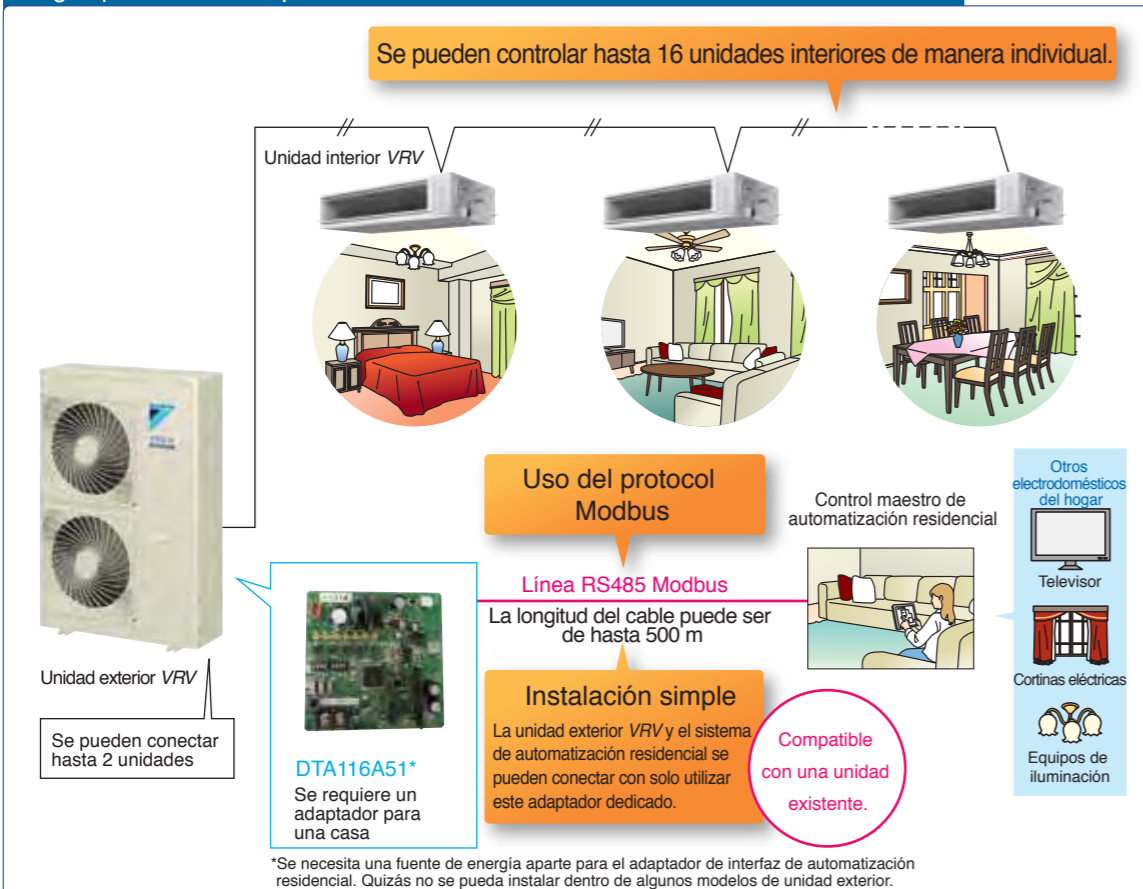 Se pueden controlar hasta 16 unidades interiores de manera individual.
Unidad interior VRV
Uso del protocol
Modbus
Control maestro de
automatización residencial
Otros
electrodomésticos
del hogar
Televisor
Cortinas eléctricas
Equipos de
iluminación
Línea RS485 Modbus
La longitud del cable puede ser
de hasta 500 m
Unidad exterior VRV
Se pueden conectar
hasta 2 unidades
DTA116A51*
Se requiere un
adaptador para
una casa
Instalación simple
La unidad exterior VRV y el sistema
de automatización residencial se
pueden conectar con solo utilizar
este adaptador dedicado.
Compatible
con una unidad
existente.
*Se necesita una fuente de energía aparte para el adaptador de interfaz de automatización
residencial. Quizás no se pueda instalar dentro de algunos modelos de unidad exterior.